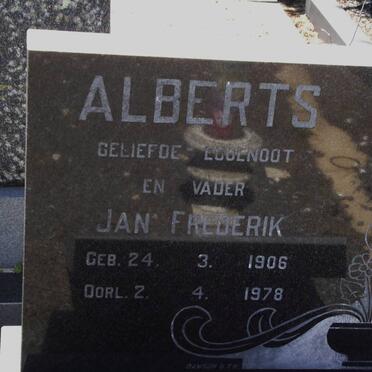 ALBERTS
GELIEFDE EGGENOOT
EN VADER
JAN FREDERIK
GEB. 24. 3. 1906
OORL. 2. 4. 1978